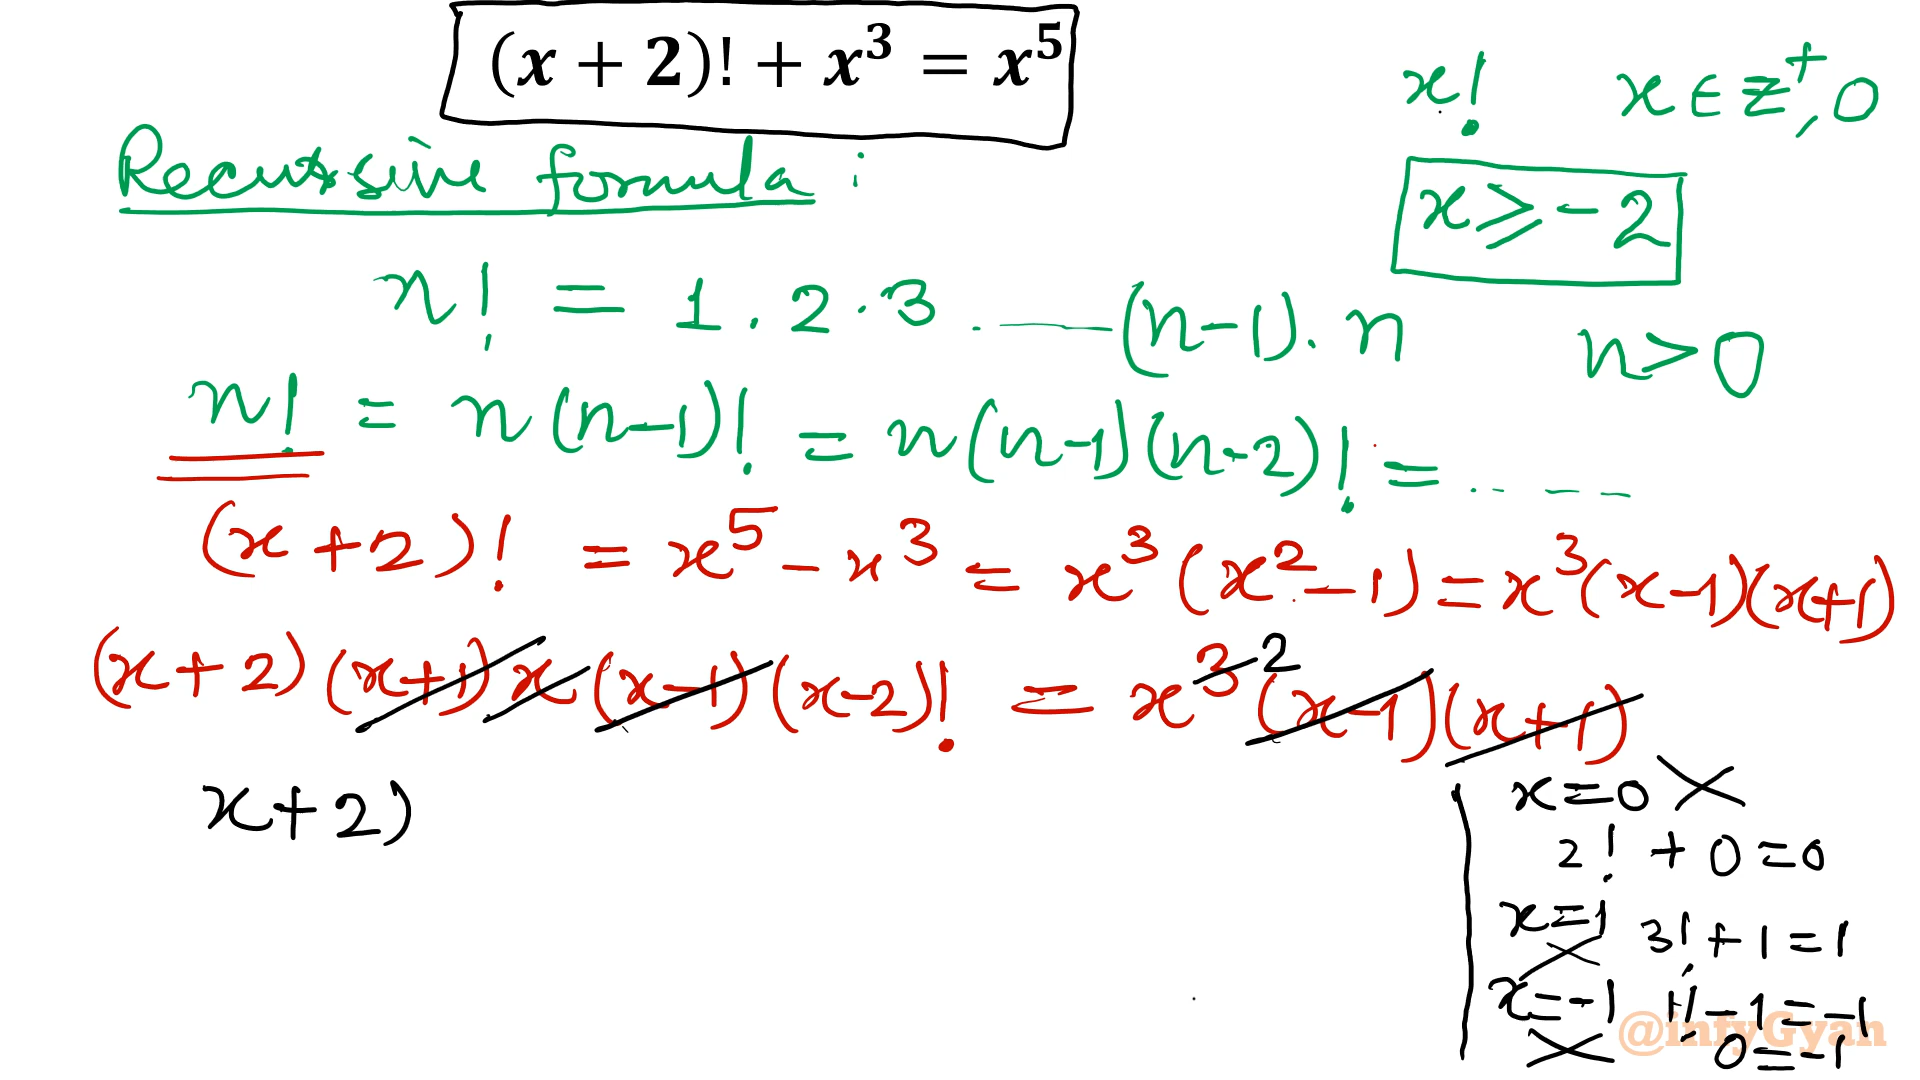 (x + 2)! + x³ = x⁵
x! x ∈ Z⁺, 0
Recursive formula :
x ⩾ -2
n! = 1 . 2 . 3 . —— (n-1) . n n > 0
n! = n (n-1)! = n (n-1) (n-2)! = .. - - -
(x + 2)! = x⁵ - x³ = x³ (x² - 1) = x³ (x-1) (x+1)
(x + 2) (x+1) x (x-1) (x-2)! = x³ ² (x-1) (x+1)
x + 2)
x = 0 ×
2! + 0 = 0
x = 1 3! + 1 = 1
x = -1 1! - 1 = -1
0 = -1
@infyGyan